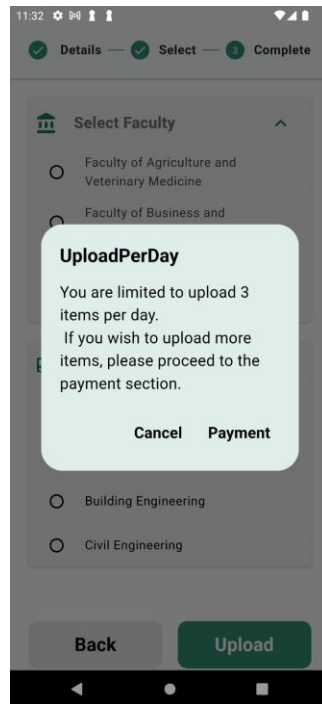 11:32
Details
Select
3
Complete
Select Faculty
Faculty of Agriculture and
Veterinary Medicine
Faculty of Business and
UploadPerDay
You are limited to upload 3
items per day.
If you wish to upload more
items, please proceed to the
payment section.
Cancel
Payment
Building Engineering
Civil Engineering
Back
Upload